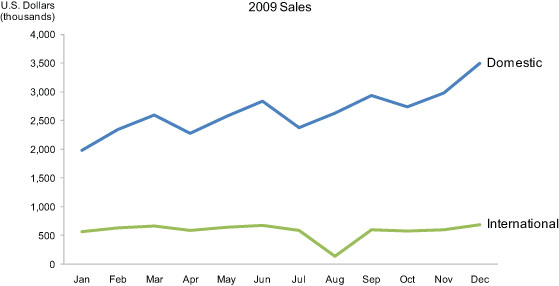 U.S. Dollars
(thousands)
2009 Sales
4,000
3,500
3,000
2,500
2,000
1,500
1,000
500
0
Domestic
International
Jan Feb Mar Apr May Jun Jul Aug Sep Oct Nov Dec